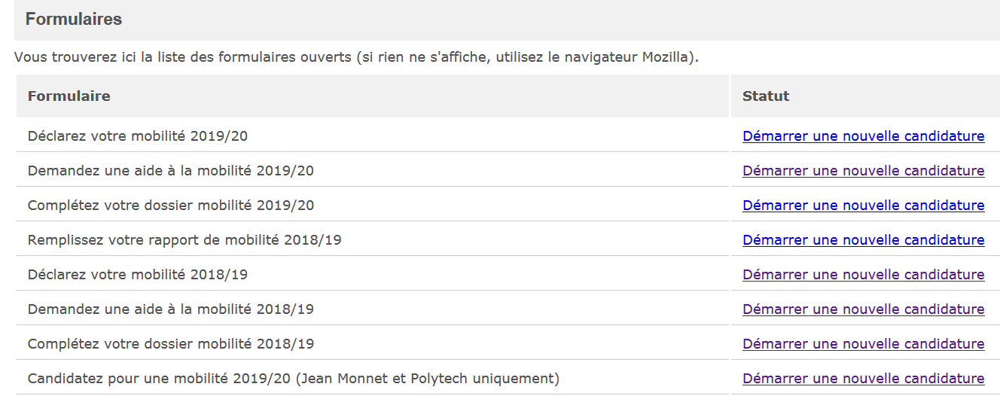 Formulaires
Vous trouverez ici la liste des formulaires ouverts (si rien ne s'affiche, utilisez le navigateur Mozilla).
Formulaire Statut
Déclarez votre mobilité 2019/20 Démarrer une nouvelle candidature
Demandez une aide à la mobilité 2019/20 Démarrer une nouvelle candidature
Complétez votre dossier mobilité 2019/20 Démarrer une nouvelle candidature
Remplissez votre rapport de mobilité 2018/19 Démarrer une nouvelle candidature
Déclarez votre mobilité 2018/19 Démarrer une nouvelle candidature
Demandez une aide à la mobilité 2018/19 Démarrer une nouvelle candidature
Complétez votre dossier mobilité 2018/19 Démarrer une nouvelle candidature
Candidatez pour une mobilité 2019/20 (Jean Monnet et Polytech uniquement) Démarrer une nouvelle candidature